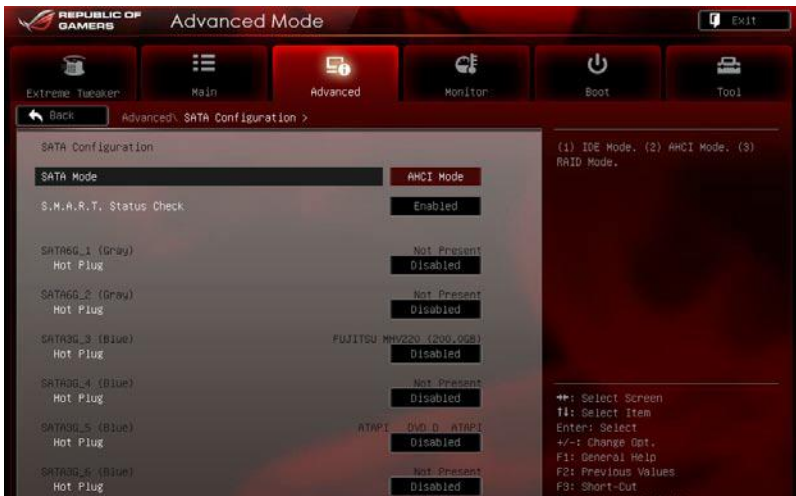 REPUBLIC OF
GAMERS
Advanced Mode
Exit
Extreme Tweaker
Main
Advanced
Monitor
Boot
Tool
Back
Advanced\ SATA Configuration >
SATA Configuration
SATA Mode AHCI Mode
S.M.A.R.T. Status Check Enabled
SATA6G_1 (Gray) Not Present
Hot Plug Disabled
SATA6G_2 (Gray) Not Present
Hot Plug Disabled
SATA3G_3 (Blue) FUJITSU MHV220 (200.0GB)
Hot Plug Disabled
SATA3G_4 (Blue) Not Present
Hot Plug Disabled
SATA3G_5 (Blue) ATAPI DVD D ATAPI
Hot Plug Disabled
SATA3G_6 (Blue) Not Present
Hot Plug Disabled
(1) IDE Mode. (2) AHCI Mode. (3)
RAID Mode.
→←: Select Screen
↑↓: Select Item
Enter: Select
+/-: Change Opt.
F1: General Help
F2: Previous Values
F3: Short-Cut